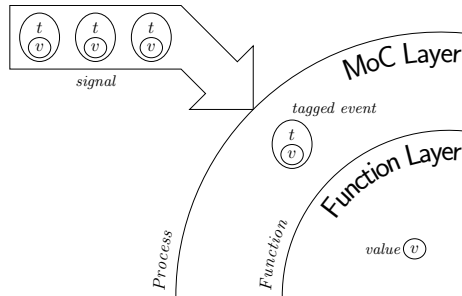 t t t
v v v
signal
MoC Layer
tagged event
t
v
Function Layer
Process
Function
value v